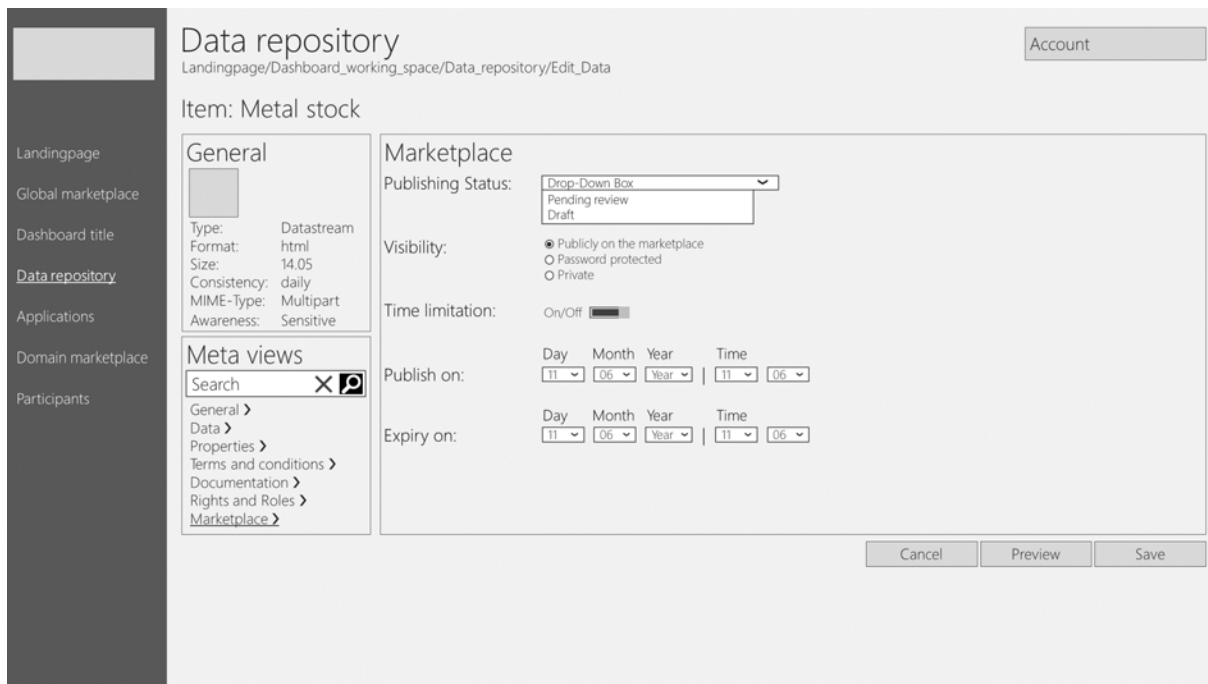 Data repository
Account
Landingpage/Dashboard_working_space/Data_repository/Edit_Data
Item: Metal stock
Landingpage
Global marketplace
Dashboard title
Data repository
Applications
Domain marketplace
Participants
General
Type: Datastream
Format: html
Size: 14.05
Consistency: daily
MIME-Type: Multipart
Awareness: Sensitive
Meta views
Search
General
Data
Properties
Terms and conditions
Documentation
Rights and Roles
Marketplace
Marketplace
Publishing Status: Drop-Down Box
Pending review
Draft
Visibility: Publicly on the marketplace
Password protected
Private
Time limitation: On/Off
Day Month Year Time
Publish on: 11 06 Year | 11 06
Day Month Year Time
Expiry on: 11 06 Year | 11 06
Cancel Preview Save